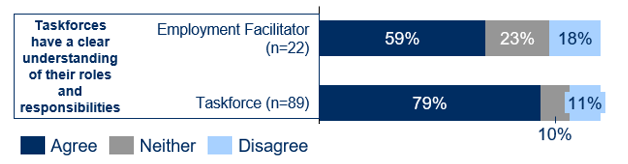 Taskforces
have a clear
understanding
of their roles
and
responsibilities
Employment Facilitator
(n=22)
59%
23%
18%
Taskforce (n=89)
79%
11%
10%
Agree
Neither
Disagree